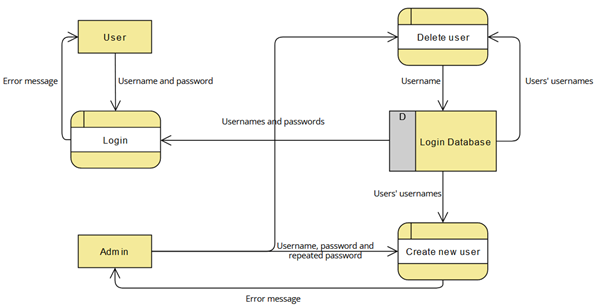 User
Delete user
Error message
Username and password
Username
Users' usernames
D
Usernames and passwords
Login
Login Database
Users' usernames
Admin
Username, password and
repeated password
Create new user
Error message